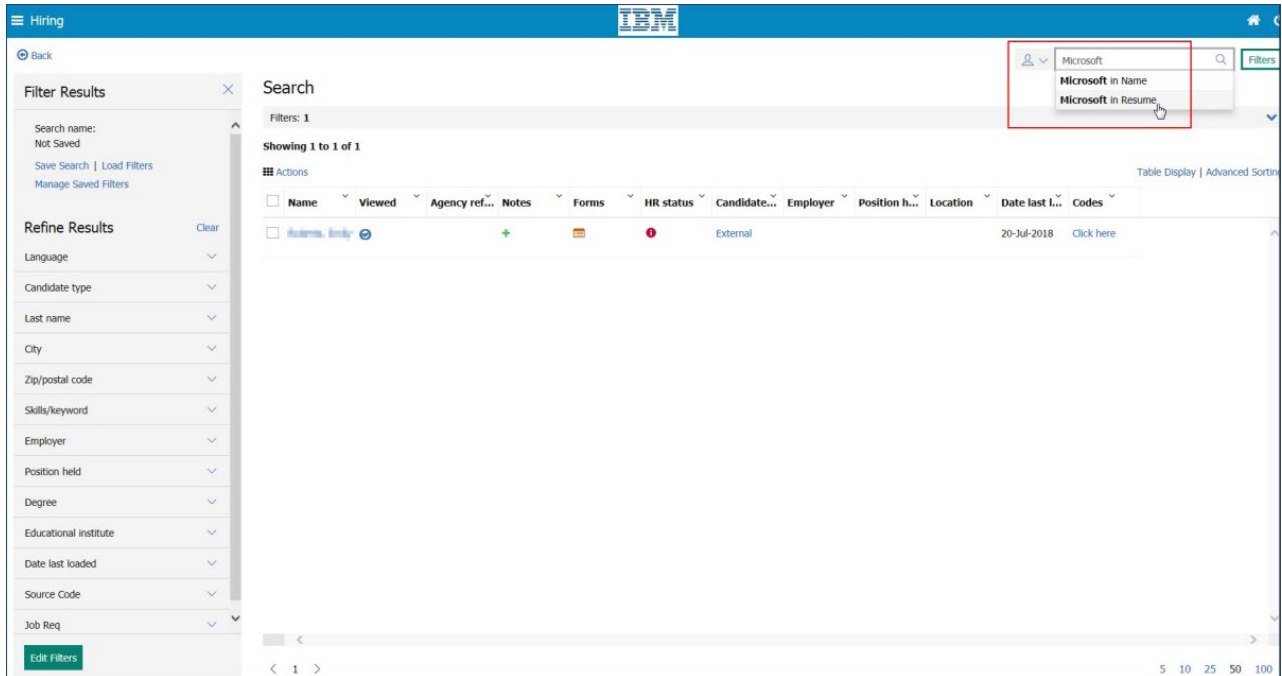 Hiring
IBM
Back
Microsoft
Filters
Microsoft in Name
Microsoft in Resume
Filter Results
Search name:
Not Saved
Save Search | Load Filters
Manage Saved Filters
Refine Results Clear
Language
Candidate type
Last name
City
Zip/postal code
Skills/keyword
Employer
Position held
Degree
Educational institute
Date last loaded
Source Code
Job Req
Edit Filters
Search
Filters: 1
Showing 1 to 1 of 1
Actions
Table Display | Advanced Sorting
Name Viewed Agency ref... Notes Forms HR status Candidate... Employer Position h... Location Date last l... Codes
External 20-Jul-2018 Click here
1
5 10 25 50 100